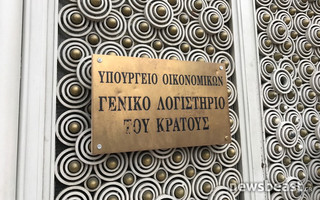 ΥΠΟΥΡΓΕΙΟ ΟΙΚΟΝΟΜΙΚΩΝ
ΓΕΝΙΚΟ ΛΟΓΙΣΤΗΡΙΟ
ΤΟΥ ΚΡΑΤΟΥΣ
newsbeast